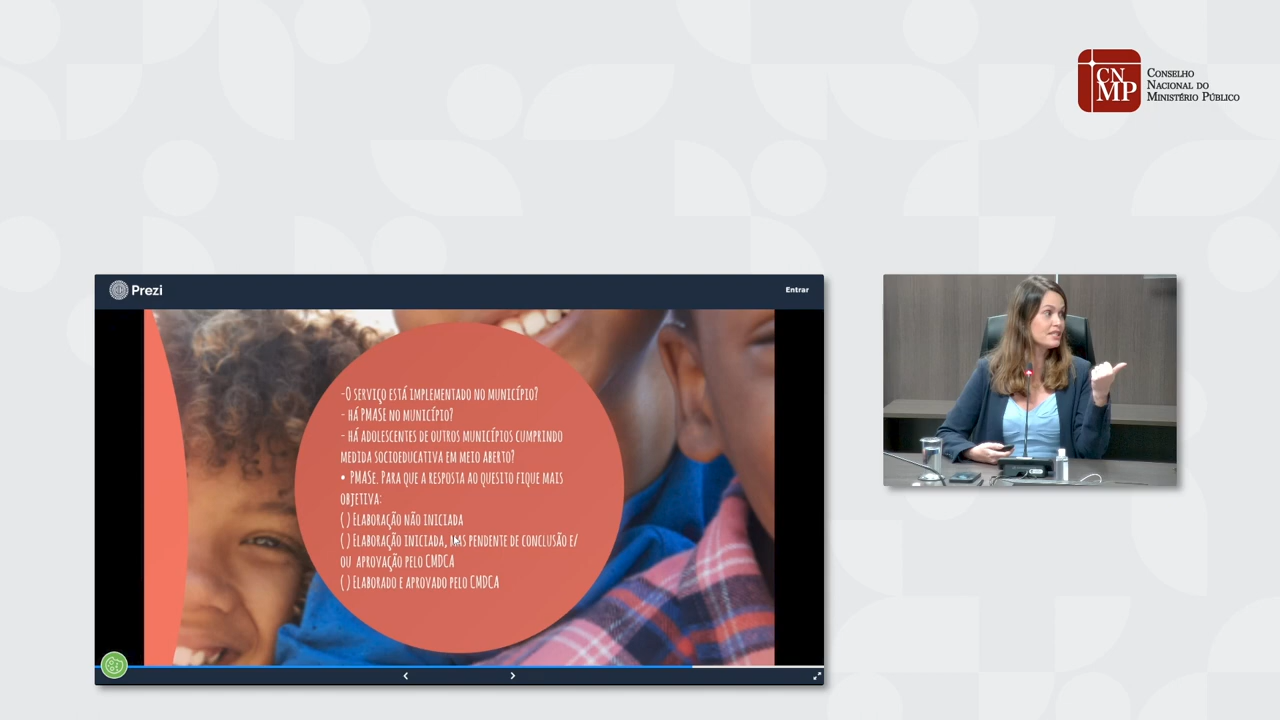 CN
MP
Conselho
Nacional do
Ministério Público
Prezi
Entrar
-O serviço está implementado no município?
- há PMASE no município?
- há adolescentes de outros municípios cumprindo
medida socioeducativa em meio aberto?
• PMASe. Para que a resposta ao quesito fique mais
objetiva:
( ) Elaboração não iniciada
( ) Elaboração iniciada, mas pendente de conclusão e/
ou aprovação pelo CMDCA
( ) Elaborado e aprovado pelo CMDCA